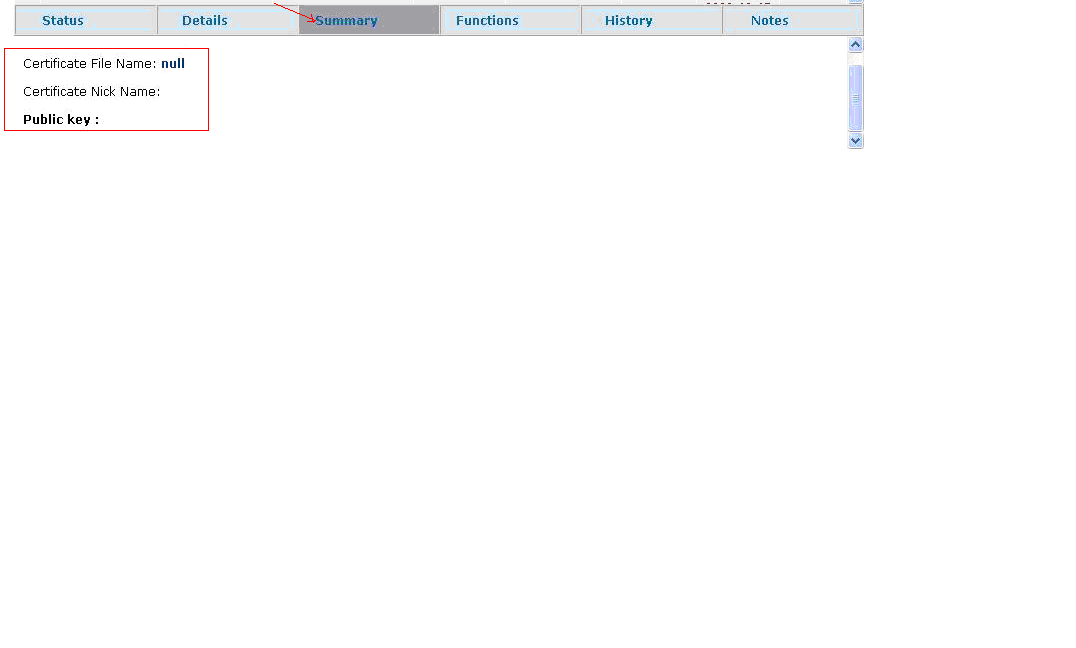 Status Details Summary Functions History Notes
Certificate File Name: null
Certificate Nick Name:
Public key :